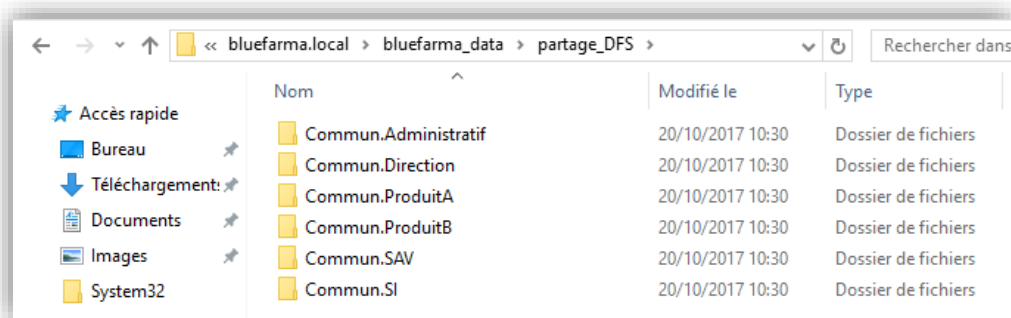 « bluefarma.local › bluefarma_data › partage_DFS ›
Rechercher dans
Nom Modifié le Type
Accès rapide
Bureau
Téléchargement
Documents
Images
System32
Commun.Administratif 20/10/2017 10:30 Dossier de fichiers
Commun.Direction 20/10/2017 10:30 Dossier de fichiers
Commun.ProduitA 20/10/2017 10:30 Dossier de fichiers
Commun.ProduitB 20/10/2017 10:30 Dossier de fichiers
Commun.SAV 20/10/2017 10:30 Dossier de fichiers
Commun.SI 20/10/2017 10:30 Dossier de fichiers